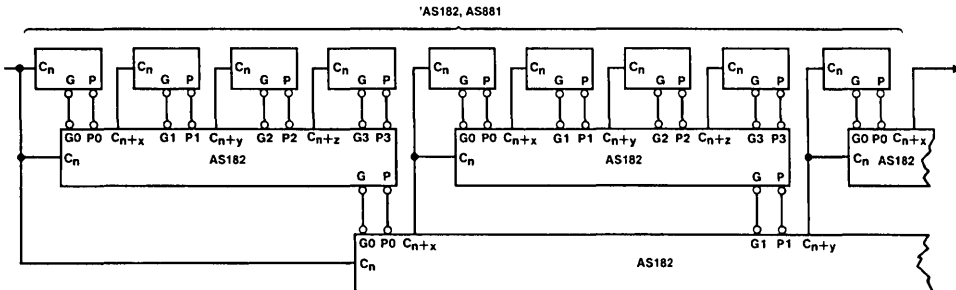 'AS182, AS881
Cn G P Cn G P Cn G P Cn G P Cn G P Cn G P Cn G P Cn G P Cn G P
G0 P0 Cn+x G1 P1 Cn+y G2 P2 Cn+z G3 P3 G0 P0 Cn+x G1 P1 Cn+y G2 P2 Cn+z G3 P3 G0 P0 Cn+x
Cn AS182 Cn AS182 Cn AS182
G P G P
G0 P0 Cn+x G1 P1 Cn+y
Cn AS182